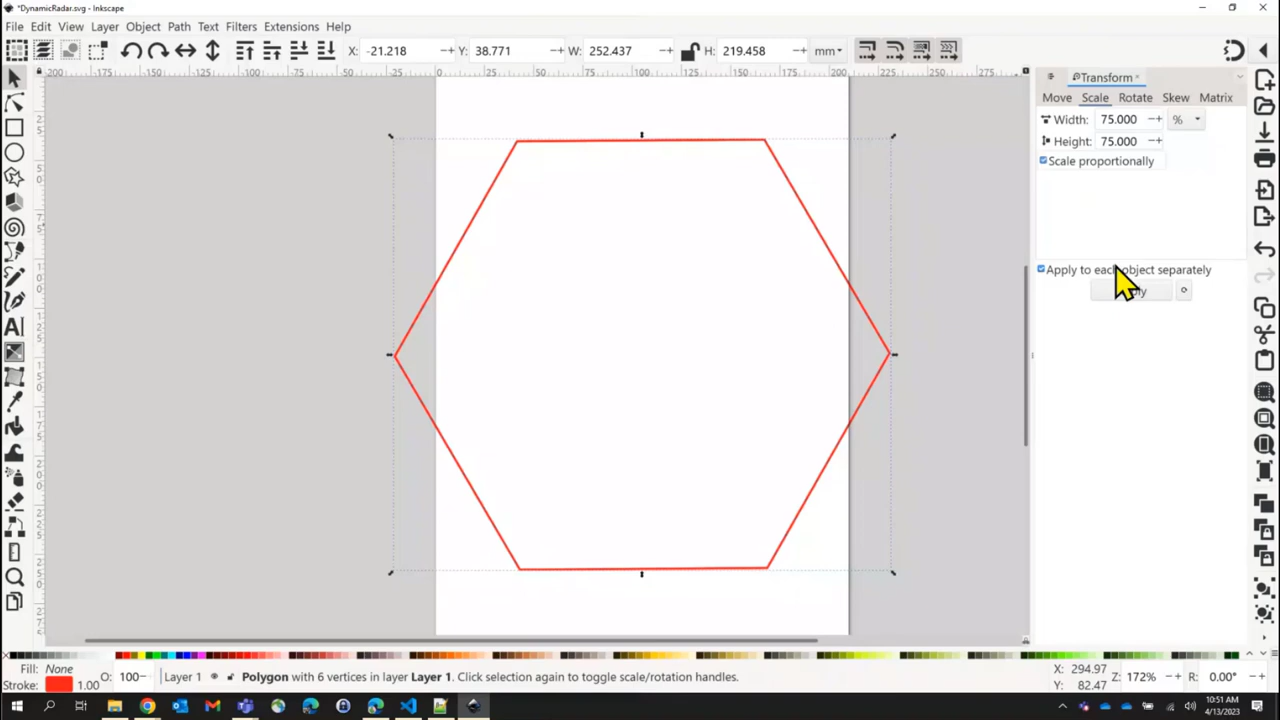 *DynamicRadar.svg - Inkscape
File Edit View Layer Object Path Text Filters Extensions Help
X: -21.218 Y: 38.771 W: 252.437 H: 219.458 mm
200 175 150 125 100 75 50 25 0 25 50 75 100 125 150 175 200 225 250 275
Transform
Move Scale Rotate Skew Matrix
Width: 75.000 %
Height: 75.000
Scale proportionally
Apply to each object separately
Fill: None
Stroke: 1.00 O: 100 Layer 1 Polygon with 6 vertices in layer Layer 1. Click selection again to toggle scale/rotation handles. X: 294.97 Y: 82.47 Z: 172% R: 0.00°
10:51 AM
4/13/2023